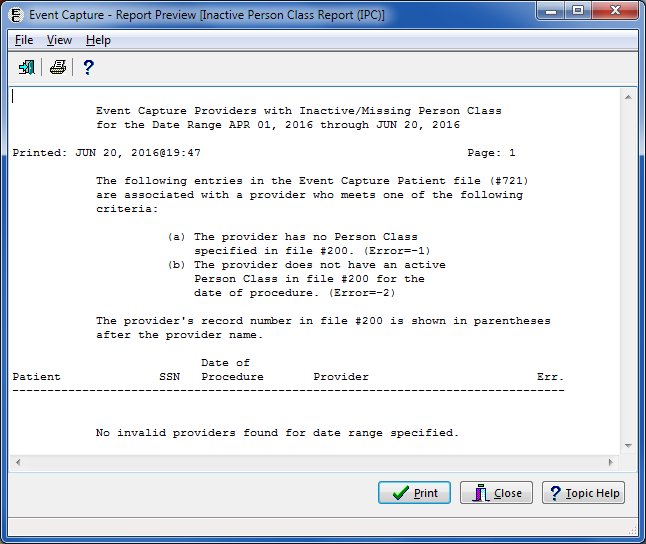 Event Capture - Report Preview [Inactive Person Class Report (IPC)]
File View Help
Event Capture Providers with Inactive/Missing Person Class
for the Date Range APR 01, 2016 through JUN 20, 2016
Printed: JUN 20, 2016@19:47 Page: 1
The following entries in the Event Capture Patient file (#721)
are associated with a provider who meets one of the following
criteria:
(a) The provider has no Person Class
specified in file #200. (Error=-1)
(b) The provider does not have an active
Person Class in file #200 for the
date of procedure. (Error=-2)
The provider's record number in file #200 is shown in parentheses
after the provider name.
Date of
Patient SSN Procedure Provider Err.
No invalid providers found for date range specified.
Print Close Topic Help